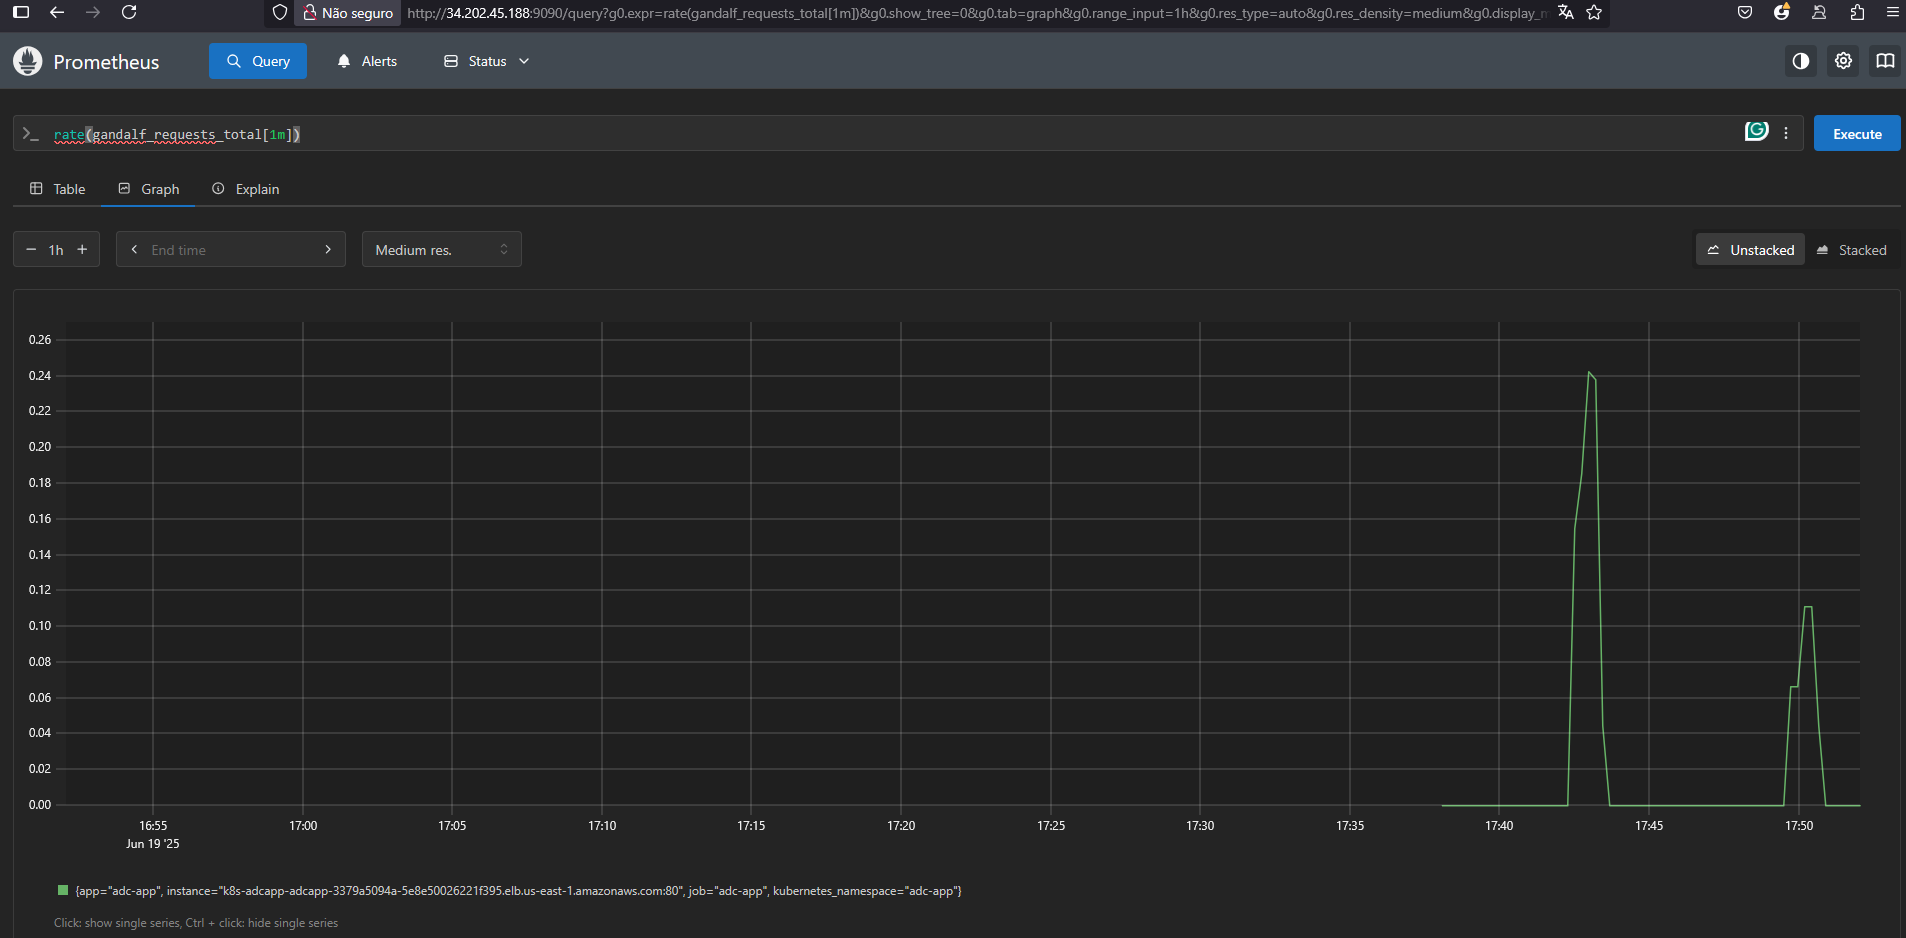 Não seguro
http://34.202.45.188:9090/query?g0.expr=rate(gandalf_requests_total[1m])&g0.show_tree=0&g0.tab=graph&g0.range_input=1h&g0.res_type=auto&g0.res_density=medium&g0.display_m
Prometheus
Query
Alerts
Status
>_ rate(gandalf_requests_total[1m])
Execute
Table
Graph
Explain
− 1h +
End time
Medium res.
Unstacked
Stacked
0.26
0.24
0.22
0.20
0.18
0.16
0.14
0.12
0.10
0.08
0.06
0.04
0.02
0.00
16:55 17:00 17:05 17:10 17:15 17:20 17:25 17:30 17:35 17:40 17:45 17:50
Jun 19 '25
{app="adc-app", instance="k8s-adcapp-adcapp-3379a5094a-5e8e50026221f395.elb.us-east-1.amazonaws.com:80", job="adc-app", kubernetes_namespace="adc-app"}
Click: show single series, Ctrl + click: hide single series